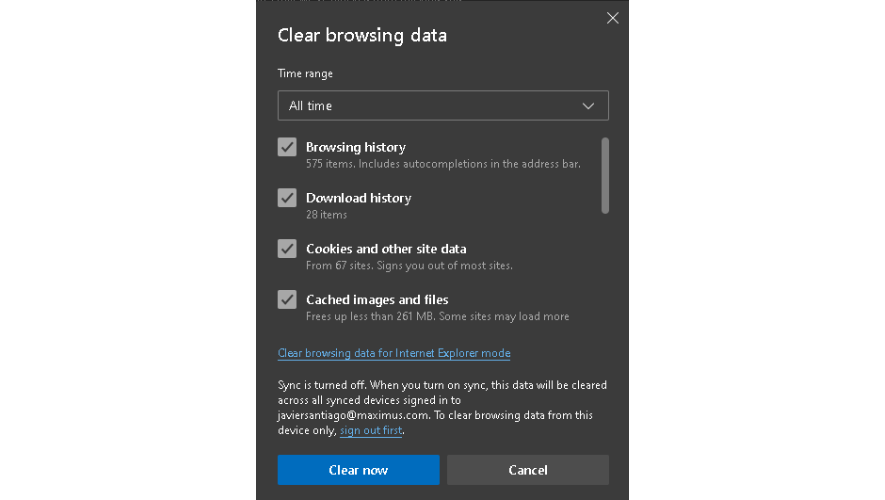 Clear browsing data
Time range
All time
Browsing history
575 items. Includes autocompletions in the address bar.
Download history
28 items
Cookies and other site data
From 67 sites. Signs you out of most sites.
Cached images and files
Frees up less than 261 MB. Some sites may load more
Clear browsing data for Internet Explorer mode
Sync is turned off. When you turn on sync, this data will be cleared
across all synced devices signed in to
javiersantiago@maximus.com. To clear browsing data from this
device only, sign out first.
Clear now
Cancel